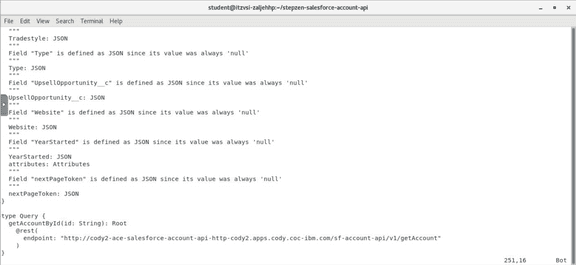 student@itzvsi-zaljehhp:~/stepzen-salesforce-account-api
File Edit View Search Terminal Help
"""
Tradestyle: JSON
"""
Field "Type" is defined as JSON since its value was always 'null'
"""
Type: JSON
"""
Field "UpsellOpportunity__c" is defined as JSON since its value was always 'null'
"""
UpsellOpportunity__c: JSON
"""
Field "Website" is defined as JSON since its value was always 'null'
"""
Website: JSON
"""
Field "YearStarted" is defined as JSON since its value was always 'null'
"""
YearStarted: JSON
attributes: Attributes
"""
Field "nextPageToken" is defined as JSON since its value was always 'null'
"""
nextPageToken: JSON
}
type Query {
getAccountById(id: String): Root
@rest(
endpoint: "http://cody2-ace-salesforce-account-api-http-cody2.apps.cody.coc-ibm.com/sf-account-api/v1/getAccount"
)
}
251,16 Bot